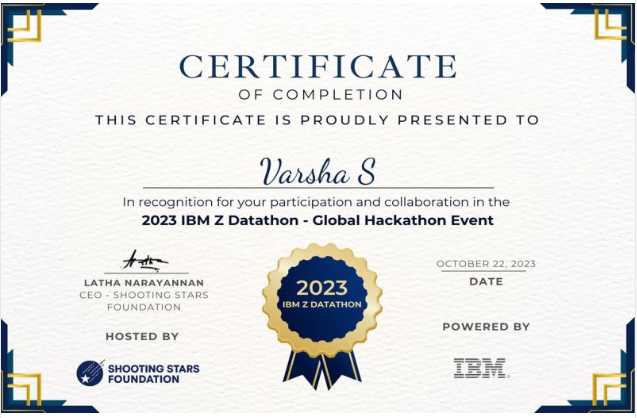 CERTIFICATE
OF COMPLETION
THIS CERTIFICATE IS PROUDLY PRESENTED TO
Varsha S
In recognition for your participation and collaboration in the
2023 IBM Z Datathon - Global Hackathon Event
LATHA NARAYANNAN
CEO - SHOOTING STARS
FOUNDATION
HOSTED BY
SHOOTING STARS
FOUNDATION
2023
IBM Z DATATHON
OCTOBER 22, 2023
DATE
POWERED BY
IBM